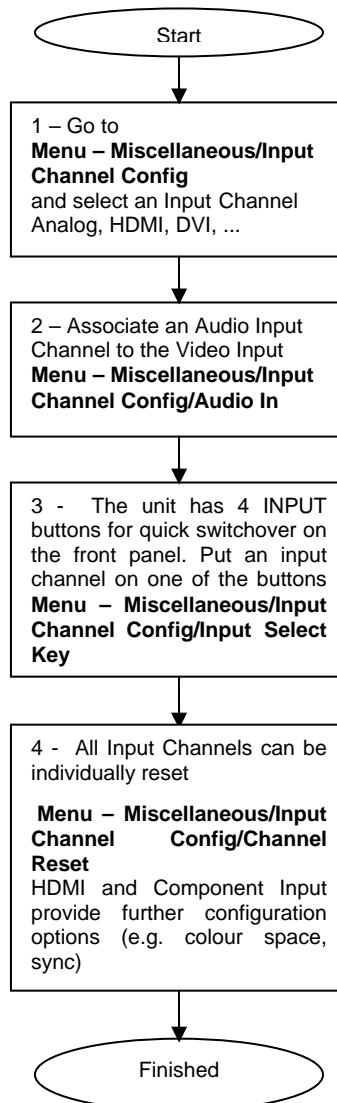 Start
1 – Go to
Menu – Miscellaneous/Input
Channel Config
and select an Input Channel
Analog, HDMI, DVI, ...
2 – Associate an Audio Input
Channel to the Video Input
Menu – Miscellaneous/Input
Channel Config/Audio In
3 - The unit has 4 INPUT
buttons for quick switchover on
the front panel. Put an input
channel on one of the buttons
Menu – Miscellaneous/Input
Channel Config/Input Select
Key
4 - All Input Channels can be
individually reset
Menu – Miscellaneous/Input
Channel Config/Channel
Reset
HDMI and Component Input
provide further configuration
options (e.g. colour space,
sync)
Finished